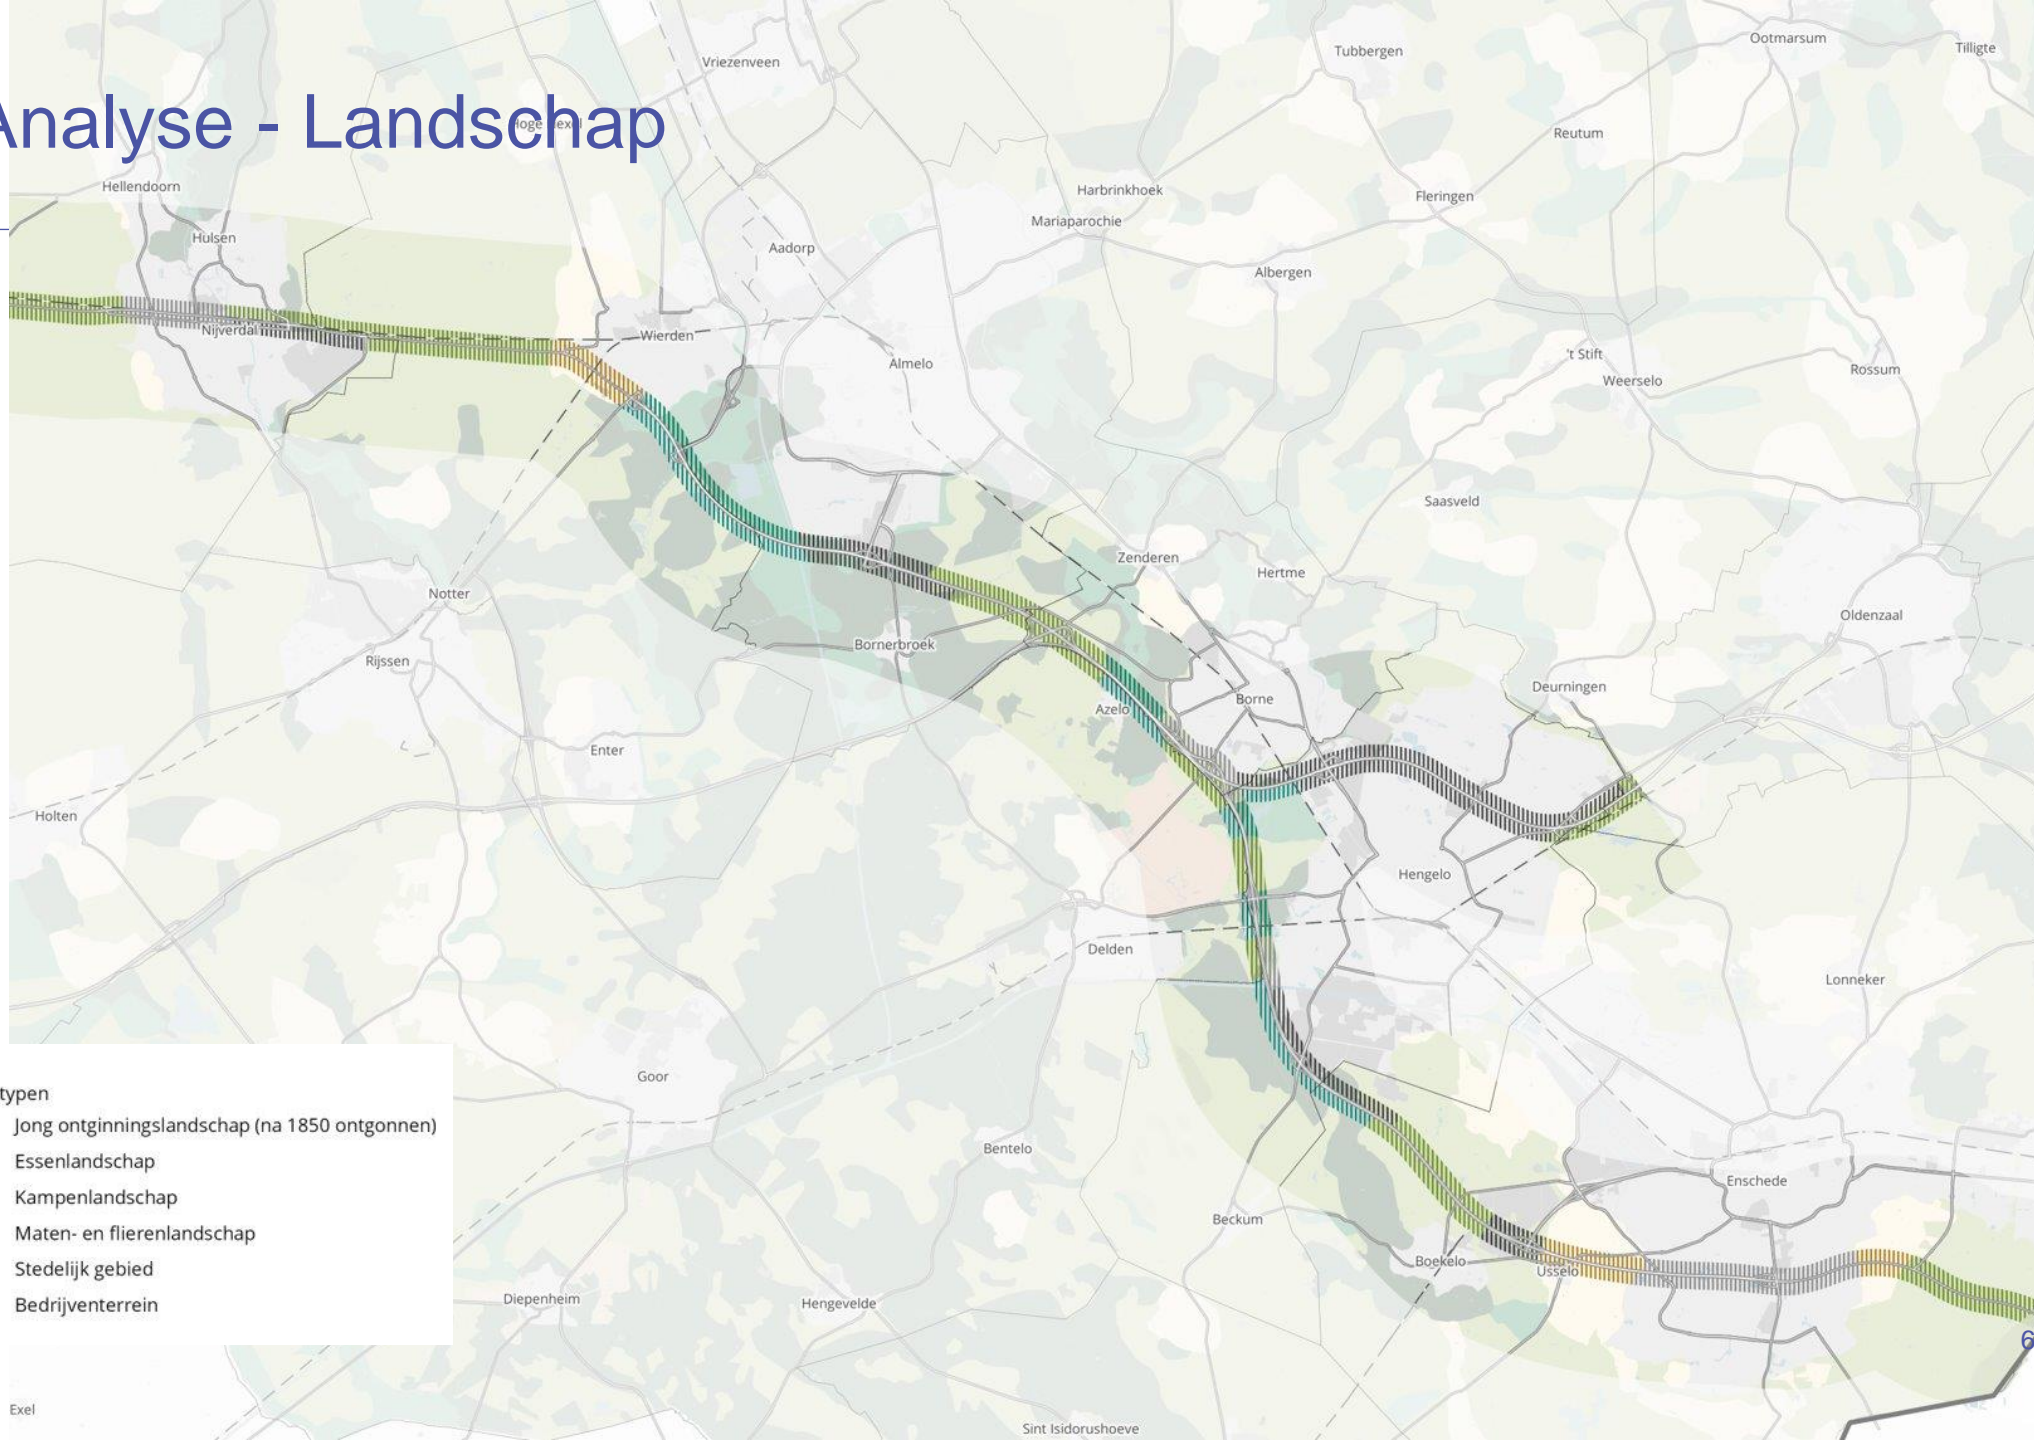 Analyse - Landschap
Vriezenveen
Tubbergen
Ootmarsum
Tilligte
Reutum
Hellendoorn
Harbrinkhoek
Fleringen
Mariaparochie
Hulsen
Aadorp
Albergen
Nijverdal
Wierden
Almelo
't Stift
Weerselo
Rossum
Saasveld
Zenderen
Hertme
Notter
Oldenzaal
Bornerbroek
Rijssen
Deurningen
Borne
Azelo
Enter
Holten
Hengelo
Delden
Lonneker
Goor
typen
Jong ontginningslandschap (na 1850 ontgonnen)
Essenlandschap
Kampenlandschap
Maten- en flierenlandschap
Stedelijk gebied
Bedrijventerrein
Bentelo
Enschede
Beckum
Boekelo
Usselo
Diepenheim
Hengevelde
6
Exel
Sint Isidorushoeve